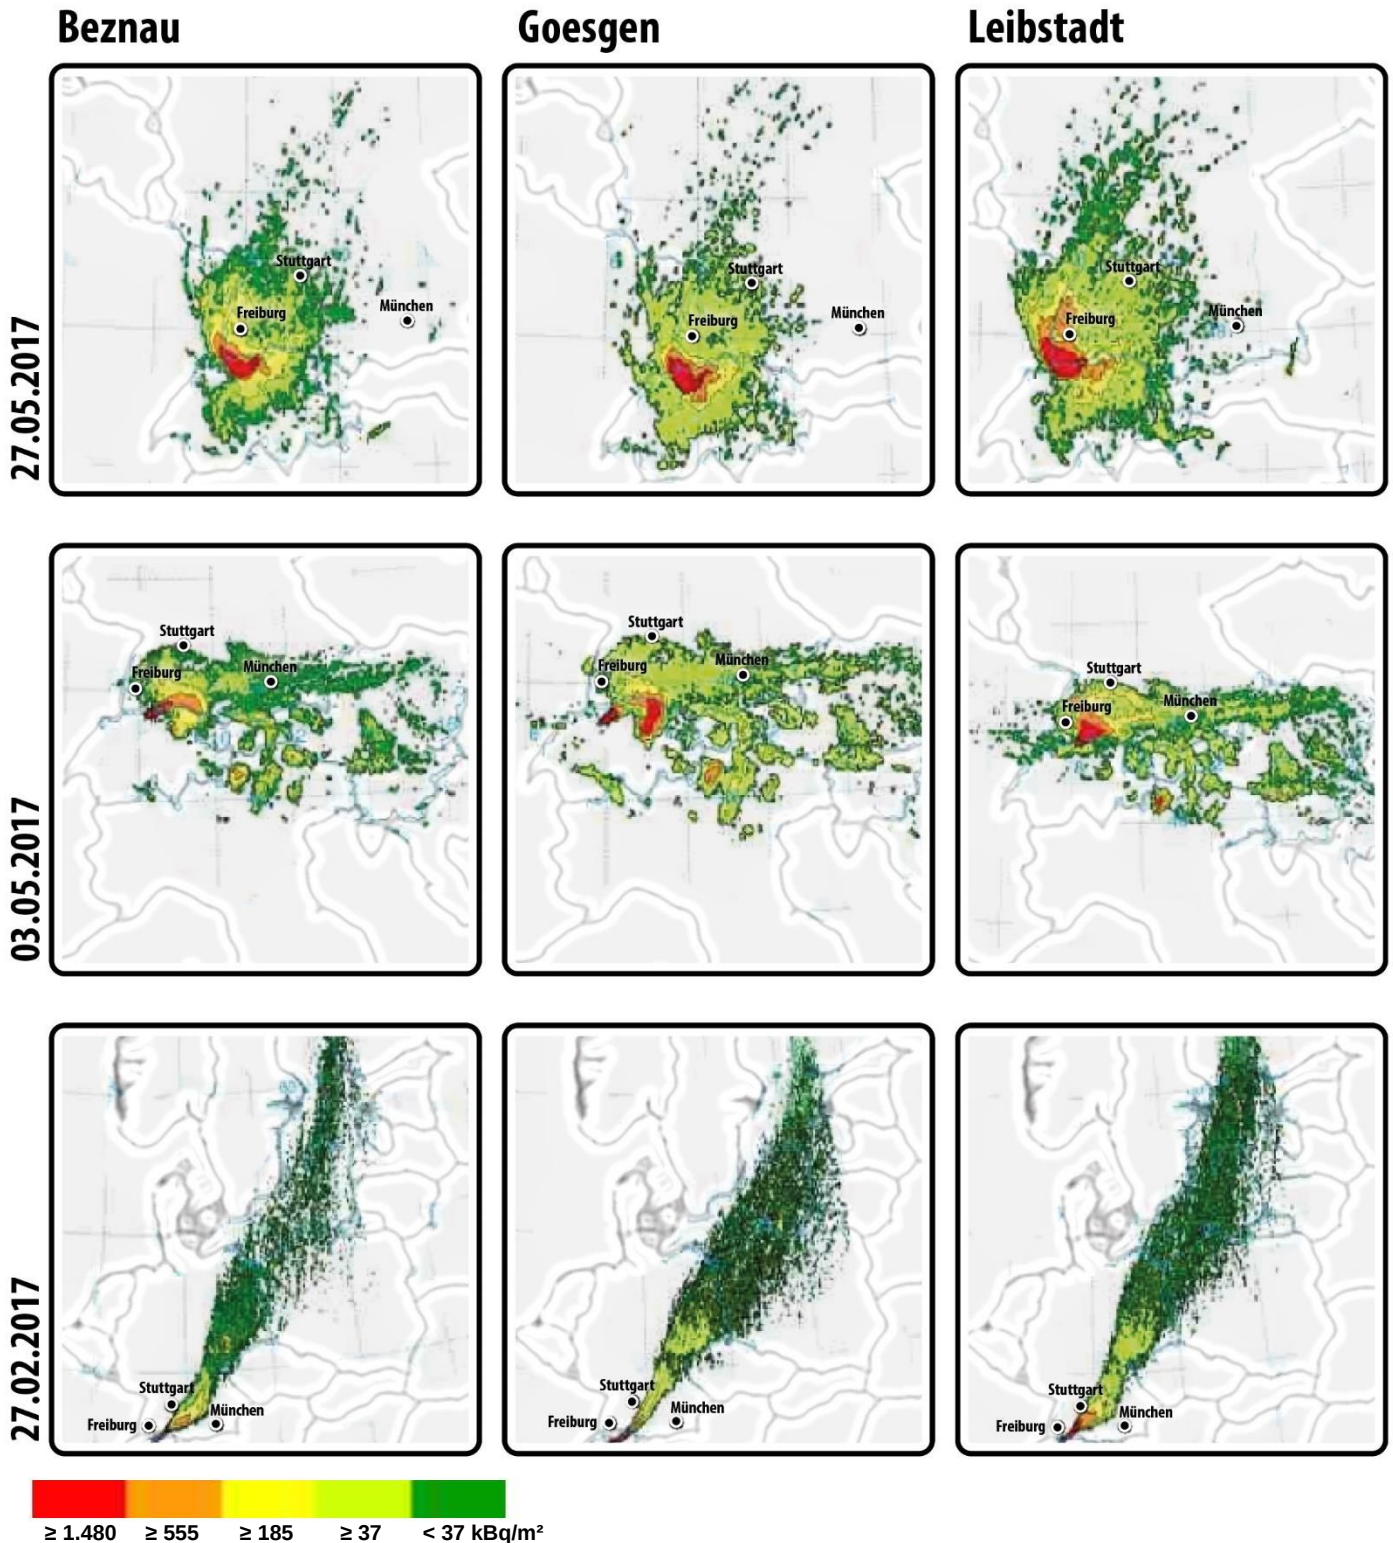 Beznau Goesgen Leibstadt
27.05.2017
Stuttgart
Freiburg
München
Stuttgart
Freiburg
München
Stuttgart
Freiburg
München
03.05.2017
Stuttgart
Freiburg
München
Stuttgart
Freiburg
München
Stuttgart
Freiburg
München
27.02.2017
Stuttgart
Freiburg
München
Stuttgart
Freiburg
München
Stuttgart
Freiburg
München
≥ 1.480 ≥ 555 ≥ 185 ≥ 37 < 37 kBq/m²